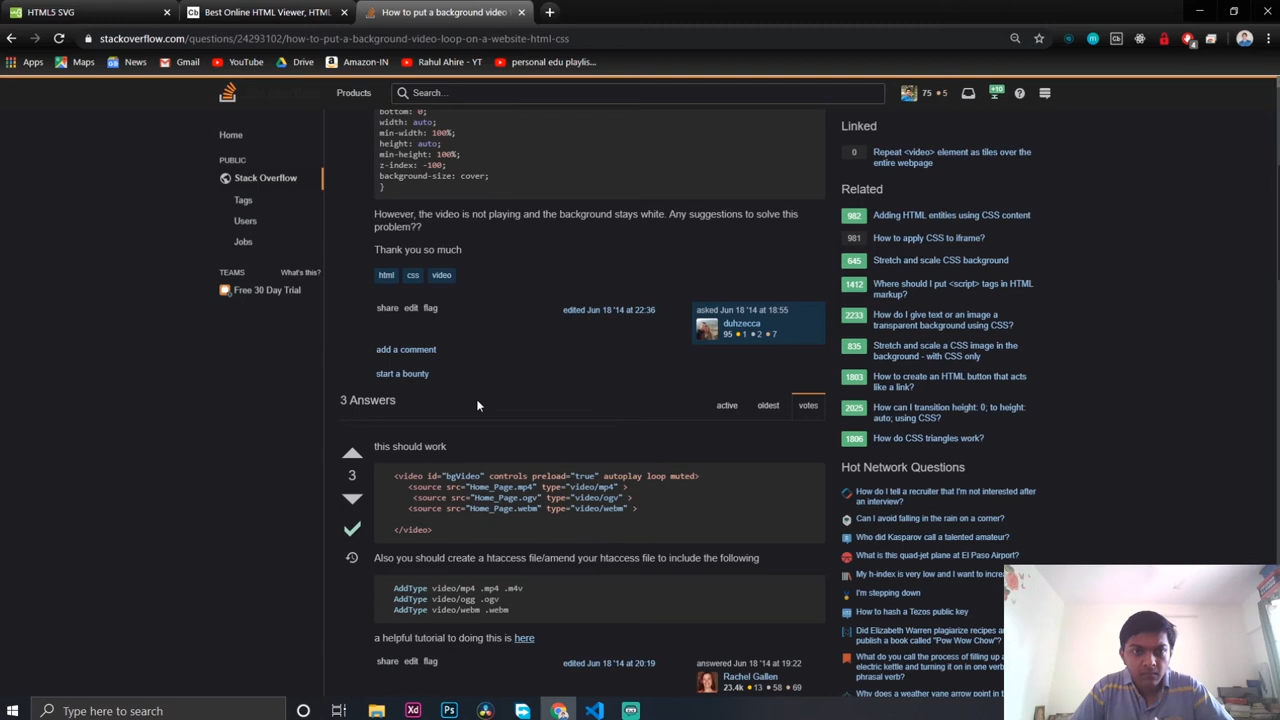 HTML5 SVG
Cb Best Online HTML Viewer, HTML
How to put a background video
stackoverflow.com/questions/24293102/how-to-put-a-background-video-loop-on-a-website-html-css
Apps
Maps
News
Gmail
YouTube
Drive
Amazon-IN
Rahul Ahire - YT
personal edu playlis...
Products
Search...
75 5
+10
Home
PUBLIC
Stack Overflow
Tags
Users
Jobs
TEAMS What's this?
Free 30 Day Trial
bottom: 0;
width: auto;
min-width: 100%;
height: auto;
min-height: 100%;
z-index: -100;
background-size: cover;
}
However, the video is not playing and the background stays white. Any suggestions to solve this
problem??
Thank you so much
html css video
share edit flag
edited Jun 18 '14 at 22:36
asked Jun 18 '14 at 18:55
duhzecca
95 1 2 7
add a comment
start a bounty
3 Answers
active oldest votes
3
this should work
<video id="bgVideo" controls preload="true" autoplay loop muted>
<source src="Home_Page.mp4" type="video/mp4" >
<source src="Home_Page.ogv" type="video/ogv" >
<source src="Home_Page.webm" type="video/webm" >
</video>
Also you should create a htaccess file/amend your htaccess file to include the following
AddType video/mp4 .mp4 .m4v
AddType video/ogg .ogv
AddType video/webm .webm
a helpful tutorial to doing this is here
share edit flag
edited Jun 18 '14 at 20:19
answered Jun 18 '14 at 19:22
Rachel Gallen
23.4k 13 58 69
Linked
0 Repeat <video> element as tiles over the
entire webpage
Related
982 Adding HTML entities using CSS content
981 How to apply CSS to iframe?
645 Stretch and scale CSS background
1412 Where should I put <script> tags in HTML
markup?
2233 How do I give text or an image a
transparent background using CSS?
835 Stretch and scale a CSS image in the
background - with CSS only
1803 How to create an HTML button that acts
like a link?
2025 How can I transition height: 0; to height:
auto; using CSS?
1806 How do CSS triangles work?
Hot Network Questions
How do I tell a recruiter that I'm not interested after
an interview?
Can I avoid falling in the rain on a corner?
Who did Kasparov call a talented amateur?
What is this quad-jet plane at El Paso Airport?
My h-index is very low and I want to
I'm stepping down
How to hash a Tezos public key
Did Elizabeth Warren plagiarize recipes
publish a book called "Pow Wow Chow"?
What do you call the process of filling up
electric kettle and turning it on in one
phrasal verb?
Why does a weather vane arrow point in
Type here to search